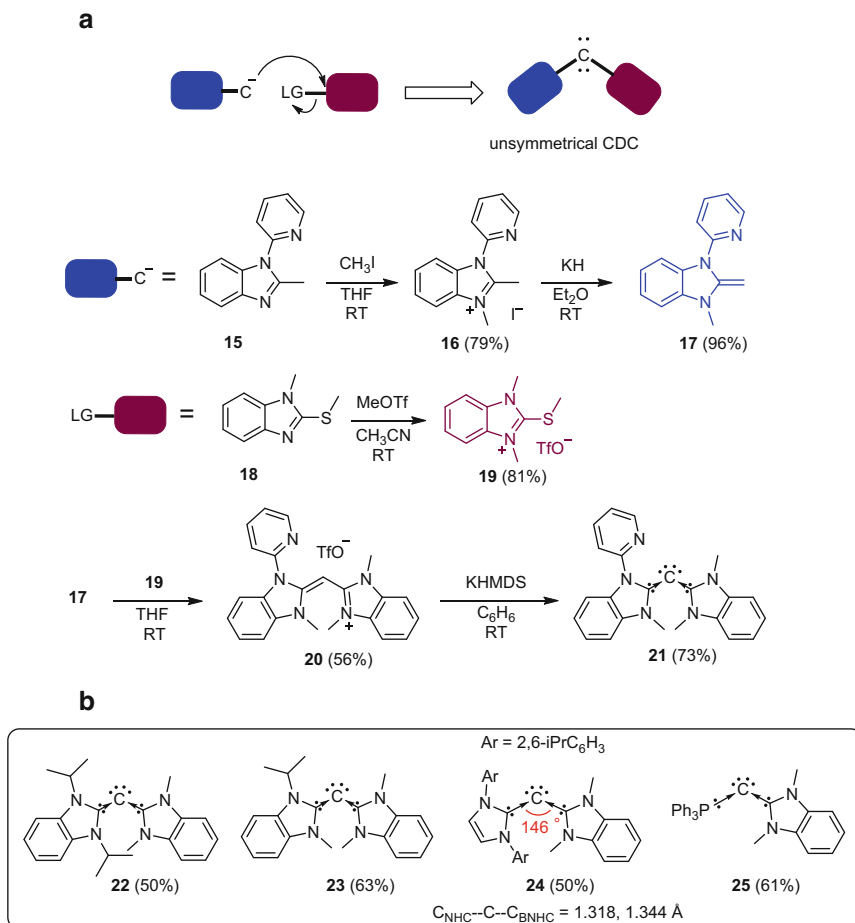 a
C⁻ LG C
unsymmetrical CDC
C⁻ = N N N CH₃I THF RT N N N + I⁻ KH Et₂O RT N N N
15 16 (79%) 17 (96%)
LG = N N S MeOTf CH₃CN RT N N + S TfO⁻
18 19 (81%)
17 19 THF RT N N N N N + TfO⁻ KHMDS C₆H₆ RT N N N C N N
20 (56%) 21 (73%)
b
Ar = 2,6-iPrC₆H₃
N N C N N
N N C N N
Ar N N Ar C N N 146 °
Ph₃P C N N
22 (50%) 23 (63%) 24 (50%) 25 (61%)
C_NHC--C--C_BNHC = 1.318, 1.344 Å